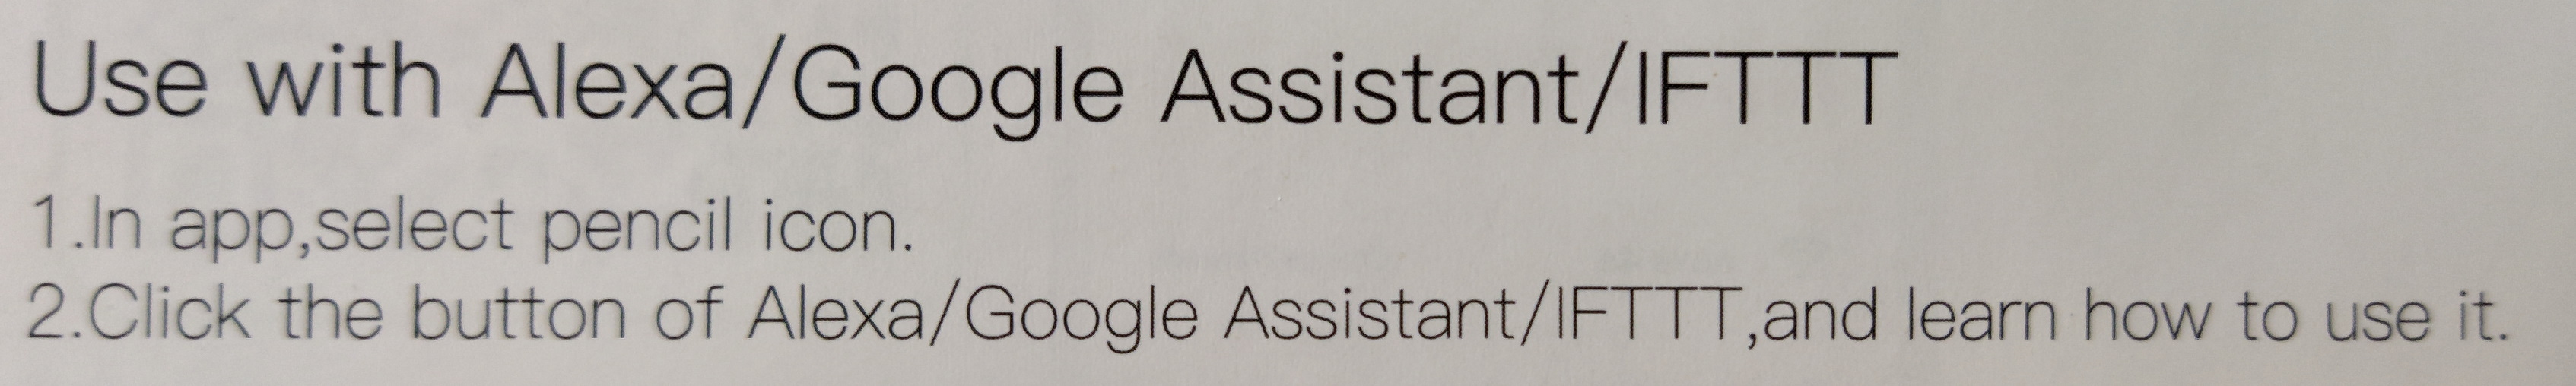 Use with Alexa/Google Assistant/IFTTT
1.In app,select pencil icon.
2.Click the button of Alexa/Google Assistant/IFTTT,and learn how to use it.